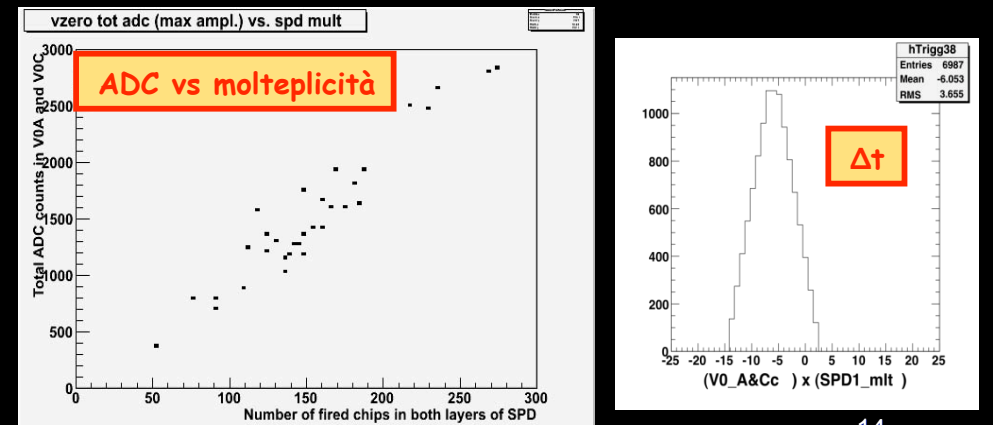 vzero tot adc (max ampl.) vs. spd mult
ADC vs molteplicità
Total ADC counts in V0A and V0C
3000
2500
2000
1500
1000
500
0
0 50 100 150 200 250 300
Number of fired chips in both layers of SPD
hTrigg38
Entries 6987
Mean -6.053
RMS 3.655
Δt
1000
800
600
400
200
0
-25 -20 -15 -10 -5 0 5 10 15 20 25
(V0_A&Cc ) x (SPD1_mlt )
14